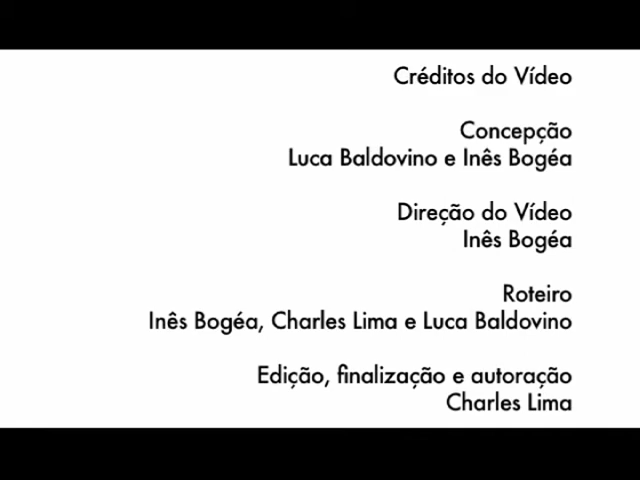 Créditos do Vídeo
Concepção
Luca Baldovino e Inês Bogéa
Direção do Vídeo
Inês Bogéa
Roteiro
Inês Bogéa, Charles Lima e Luca Baldovino
Edição, finalização e autoração
Charles Lima